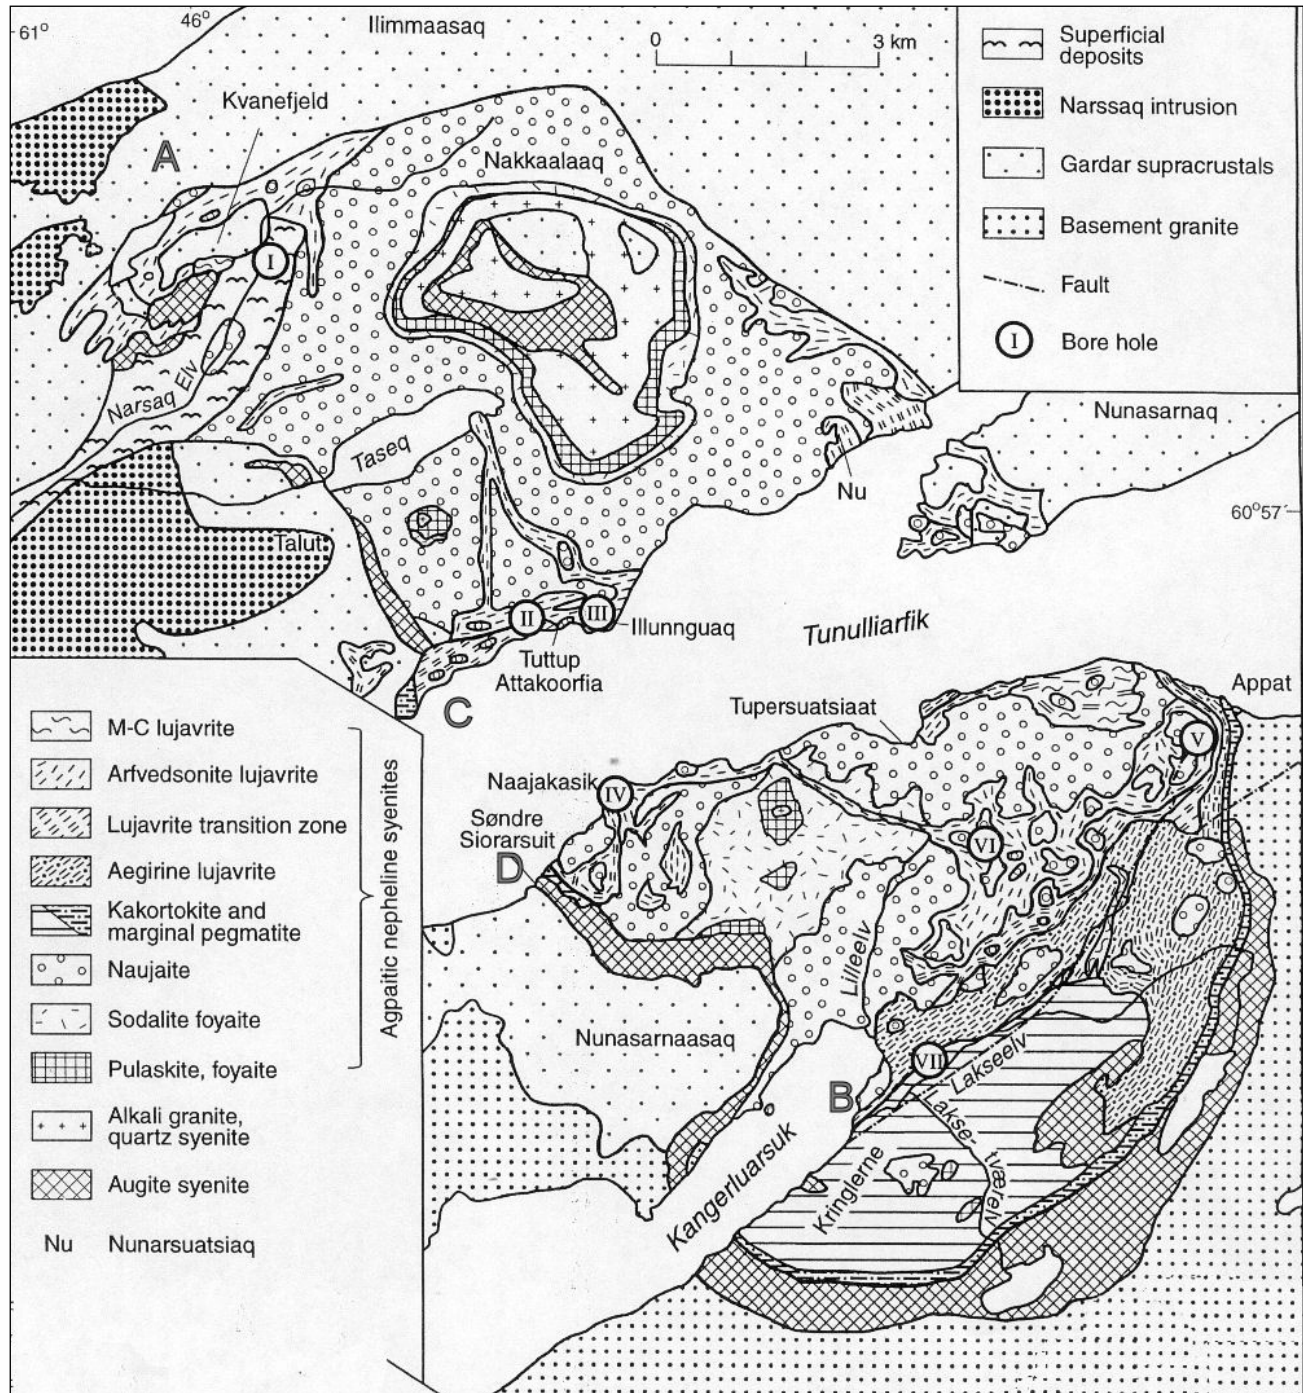 61°
46°
Ilimmaasaq
0 3 km
Kvanefjeld
A
Nakkaalaaq
I
Narsaq Elv
Taseq
Talut
Nu
Nunasarnaq
60°57'
II
III
Illunnguaq
Tuttup
Attakoorfia
Tunulliarfik
C
Superficial
deposits
Narssaq intrusion
Gardar supracrustals
Basement granite
Fault
I
Bore hole
Tupersuatsiaat
Appat
V
Naajakasik
IV
Søndre
Siorarsuit
D
VI
Lilleelv
Nunasarnaasaq
VII
Lakseelv
B
Lakse-
tværelv
Kangerluarsuk
Kringlerne
M-C lujavrite
Arfvedsonite lujavrite
Lujavrite transition zone
Aegirine lujavrite
Kakortokite and
marginal pegmatite
Naujaite
Sodalite foyaite
Pulaskite, foyaite
Agpaitic nepheline syenites
Alkali granite,
quartz syenite
Augite syenite
Nu Nunarsuatsiaq